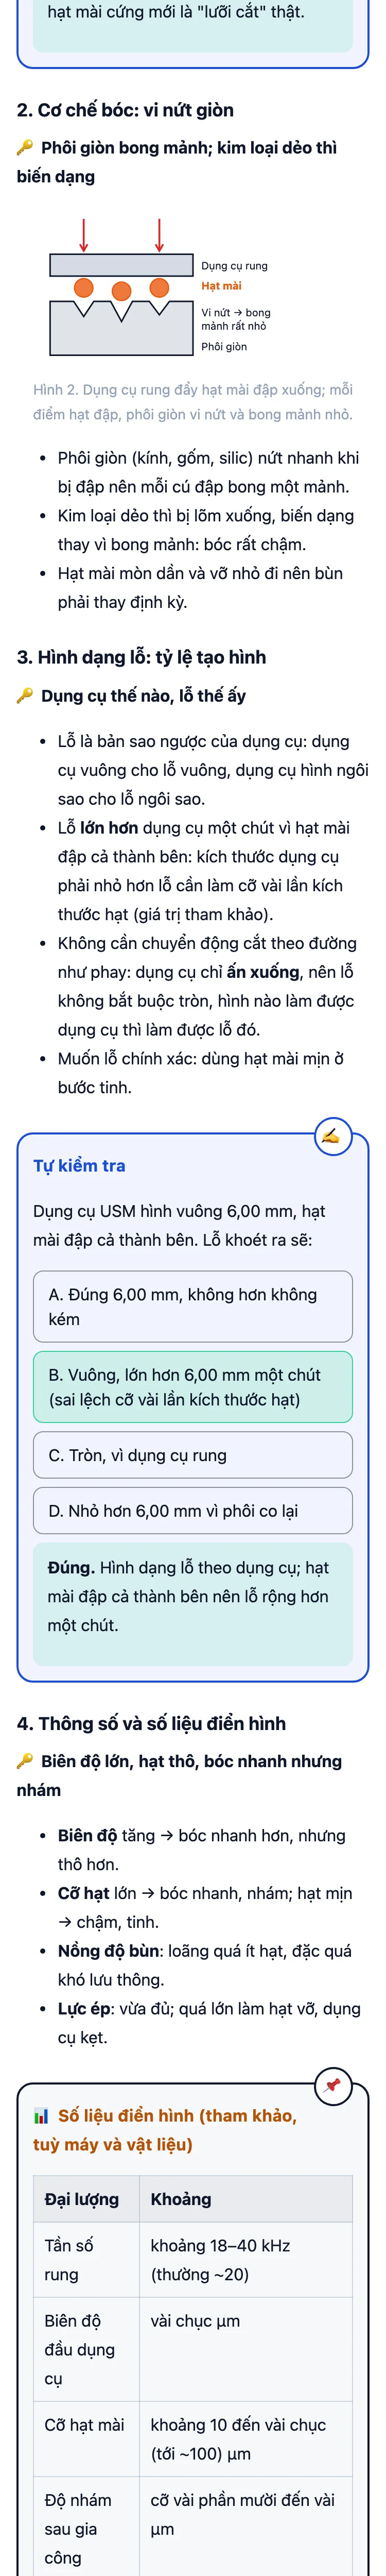 hạt mài cứng mới là "lưỡi cắt" thật.
2. Cơ chế bóc: vi nứt giòn
🔑 Phôi giòn bong mảnh; kim loại dẻo thì
biến dạng
Dụng cụ rung
Hạt mài
Vi nứt → bong
mảnh rất nhỏ
Phôi giòn
Hình 2. Dụng cụ rung đẩy hạt mài đập xuống; mỗi
điểm hạt đập, phôi giòn vi nứt và bong mảnh nhỏ.
• Phôi giòn (kính, gốm, silic) nứt nhanh khi
bị đập nên mỗi cú đập bong một mảnh.
• Kim loại dẻo thì bị lõm xuống, biến dạng
thay vì bong mảnh: bóc rất chậm.
• Hạt mài mòn dần và vỡ nhỏ đi nên bùn
phải thay định kỳ.
3. Hình dạng lỗ: tỷ lệ tạo hình
🔑 Dụng cụ thế nào, lỗ thế ấy
• Lỗ là bản sao ngược của dụng cụ: dụng
cụ vuông cho lỗ vuông, dụng cụ hình ngôi
sao cho lỗ ngôi sao.
• Lỗ lớn hơn dụng cụ một chút vì hạt mài
đập cả thành bên: kích thước dụng cụ
phải nhỏ hơn lỗ cần làm cỡ vài lần kích
thước hạt (giá trị tham khảo).
• Không cần chuyển động cắt theo đường
như phay: dụng cụ chỉ ấn xuống, nên lỗ
không bắt buộc tròn, hình nào làm được
dụng cụ thì làm được lỗ đó.
• Muốn lỗ chính xác: dùng hạt mài mịn ở
bước tinh.
Tự kiểm tra
Dụng cụ USM hình vuông 6,00 mm, hạt
mài đập cả thành bên. Lỗ khoét ra sẽ:
A. Đúng 6,00 mm, không hơn không
kém
B. Vuông, lớn hơn 6,00 mm một chút
(sai lệch cỡ vài lần kích thước hạt)
C. Tròn, vì dụng cụ rung
D. Nhỏ hơn 6,00 mm vì phôi co lại
Đúng. Hình dạng lỗ theo dụng cụ; hạt
mài đập cả thành bên nên lỗ rộng hơn
một chút.
4. Thông số và số liệu điển hình
🔑 Biên độ lớn, hạt thô, bóc nhanh nhưng
nhám
• Biên độ tăng → bóc nhanh hơn, nhưng
thô hơn.
• Cỡ hạt lớn → bóc nhanh, nhám; hạt mịn
→ chậm, tinh.
• Nồng độ bùn: loãng quá ít hạt, đặc quá
khó lưu thông.
• Lực ép: vừa đủ; quá lớn làm hạt vỡ, dụng
cụ kẹt.
📊 Số liệu điển hình (tham khảo,
tuỳ máy và vật liệu)
Đại lượng Khoảng
Tần số khoảng 18–40 kHz
rung (thường ~20)
Biên độ vài chục µm
đầu dụng
cụ
Cỡ hạt mài khoảng 10 đến vài chục
(tới ~100) µm
Độ nhám cỡ vài phần mười đến vài
sau gia µm
công